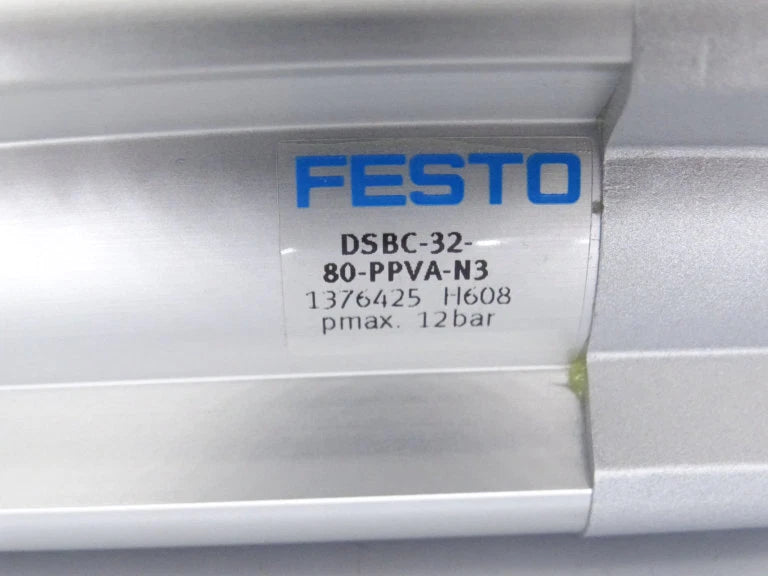 FESTO
DSBC-32-
80-PPVA-N3
1376425 H608
pmax. 12bar